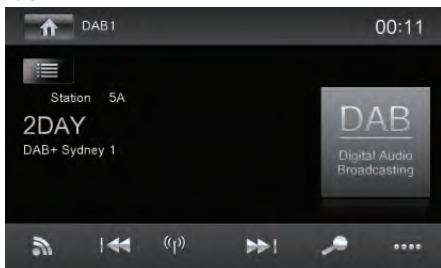 DAB1
00:11
Station 5A
2DAY
DAB+ Sydney 1
DAB
Digital Audio
Broadcasting